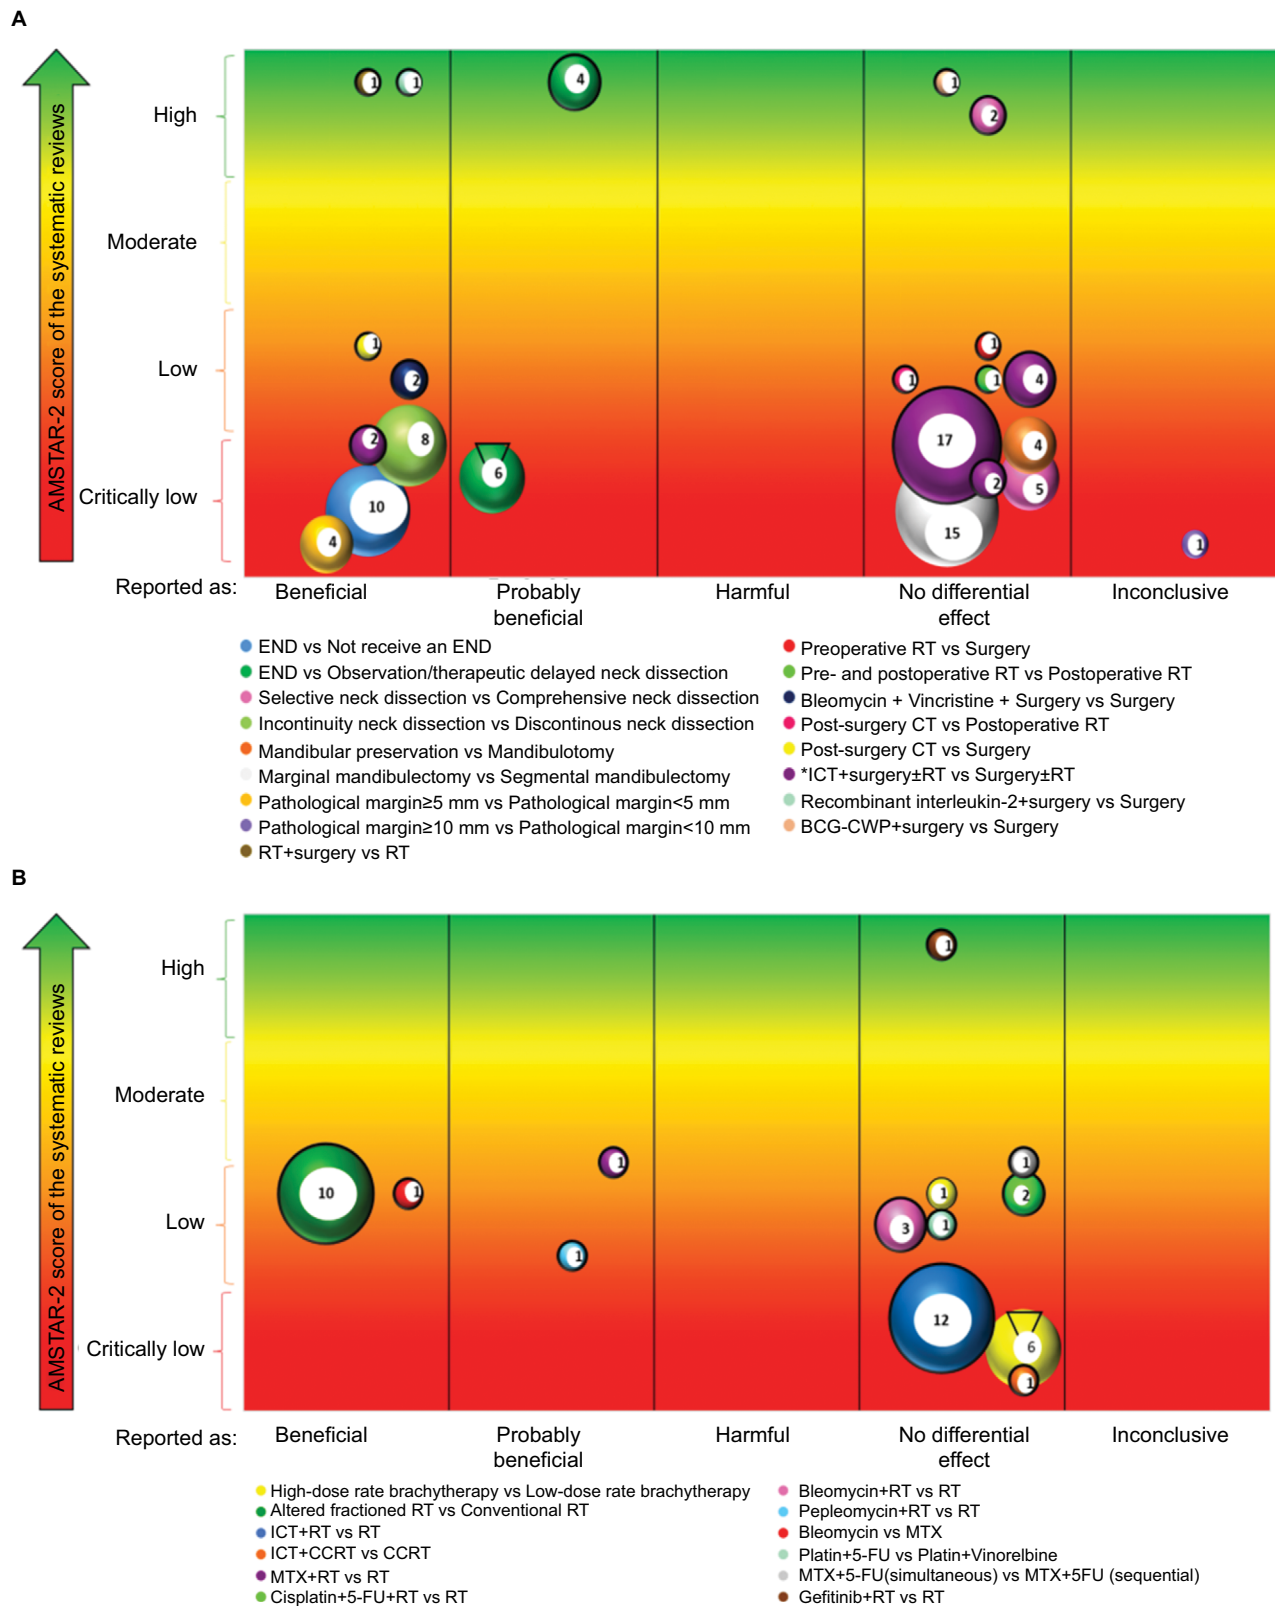 A
AMSTAR-2 score of the systematic reviews
High
Moderate
Low
Critically low
1
1
4
1
2
1
2
2
8
10
4
6
1
1
1
4
17
4
2
5
15
1
Reported as:
Beneficial
Probably
beneficial
Harmful
No differential
effect
Inconclusive
END vs Not receive an END
END vs Observation/therapeutic delayed neck dissection
Selective neck dissection vs Comprehensive neck dissection
Incontinuity neck dissection vs Discontinous neck dissection
Mandibular preservation vs Mandibulotomy
Marginal mandibulectomy vs Segmental mandibulectomy
Pathological margin≥5 mm vs Pathological margin<5 mm
Pathological margin≥10 mm vs Pathological margin<10 mm
RT+surgery vs RT
Preoperative RT vs Surgery
Pre- and postoperative RT vs Postoperative RT
Bleomycin + Vincristine + Surgery vs Surgery
Post-surgery CT vs Postoperative RT
Post-surgery CT vs Surgery
*ICT+surgery±RT vs Surgery±RT
Recombinant interleukin-2+surgery vs Surgery
BCG-CWP+surgery vs Surgery
B
AMSTAR-2 score of the systematic reviews
High
Moderate
Low
Critically low
1
10
1
1
1
1
1
2
3
1
12
6
1
Reported as:
Beneficial
Probably
beneficial
Harmful
No differential
effect
Inconclusive
High-dose rate brachytherapy vs Low-dose rate brachytherapy
Altered fractioned RT vs Conventional RT
ICT+RT vs RT
ICT+CCRT vs CCRT
MTX+RT vs RT
Cisplatin+5-FU+RT vs RT
Bleomycin+RT vs RT
Pepleomycin+RT vs RT
Bleomycin vs MTX
Platin+5-FU vs Platin+Vinorelbine
MTX+5-FU(simultaneous) vs MTX+5FU (sequential)
Gefitinib+RT vs RT